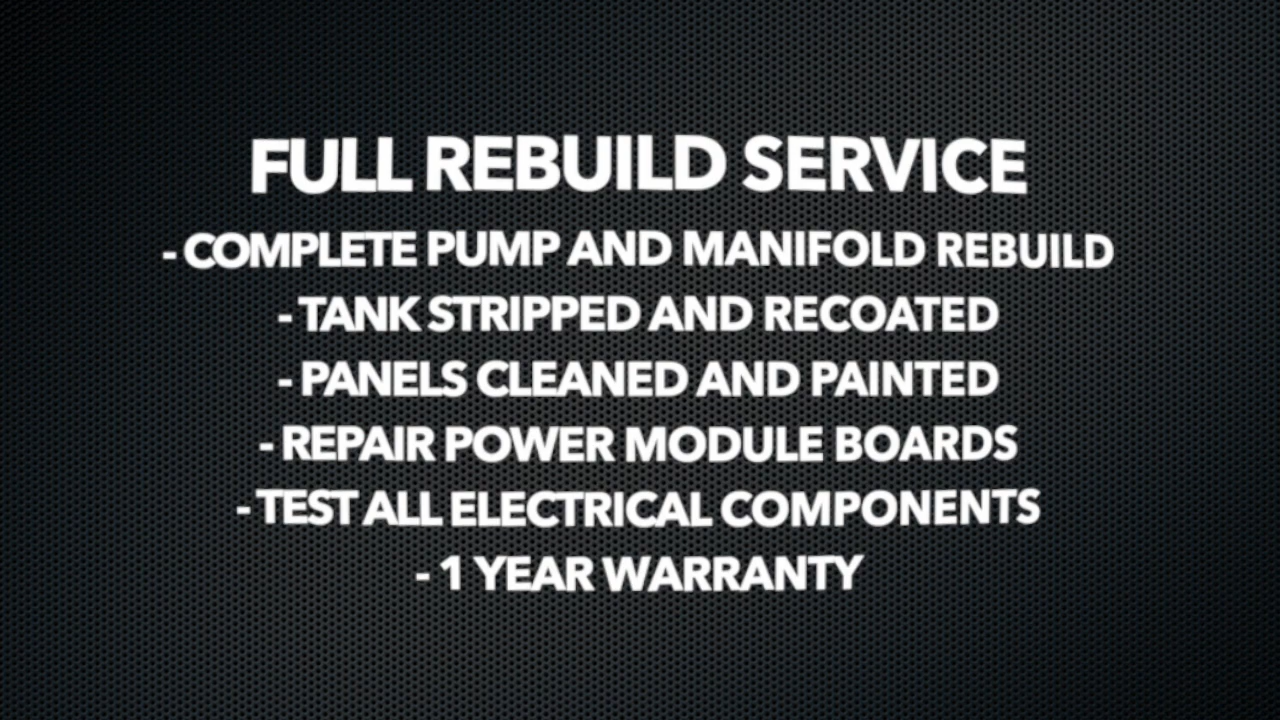 FULL REBUILD SERVICE
- COMPLETE PUMP AND MANIFOLD REBUILD
- TANK STRIPPED AND RECOATED
- PANELS CLEANED AND PAINTED
- REPAIR POWER MODULE BOARDS
- TEST ALL ELECTRICAL COMPONENTS
- 1 YEAR WARRANTY